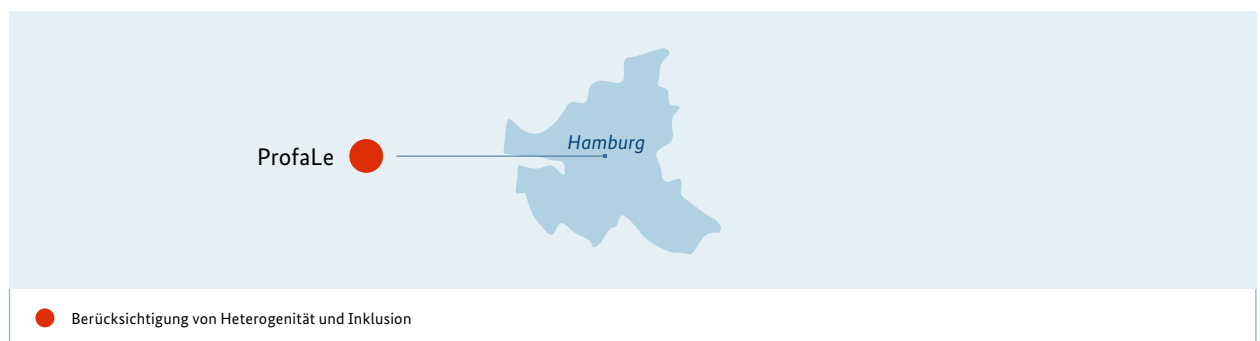 Hamburg
ProfaLe
Berücksichtigung von Heterogenität und Inklusion